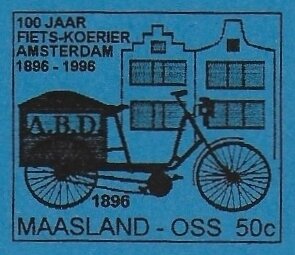 100 JAAR
FIETS-KOERIER
AMSTERDAM
1896 - 1996
A.B.D.
1896
MAASLAND - OSS 50c